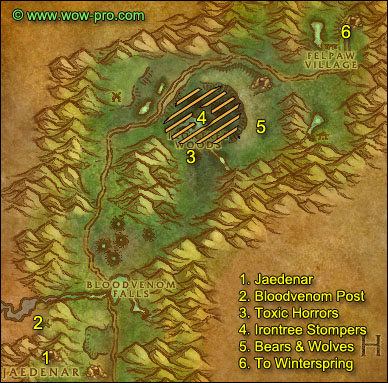 © www.wow-pro.com
6
FELPAW
VILLAGE
4
5
WOODS
3
BLOODVENOM
FALLS
2
1
JAEDENAR
H
1. Jaedenar
2. Bloodvenom Post
3. Toxic Horrors
4. Irontree Stompers
5. Bears & Wolves
6. To Winterspring